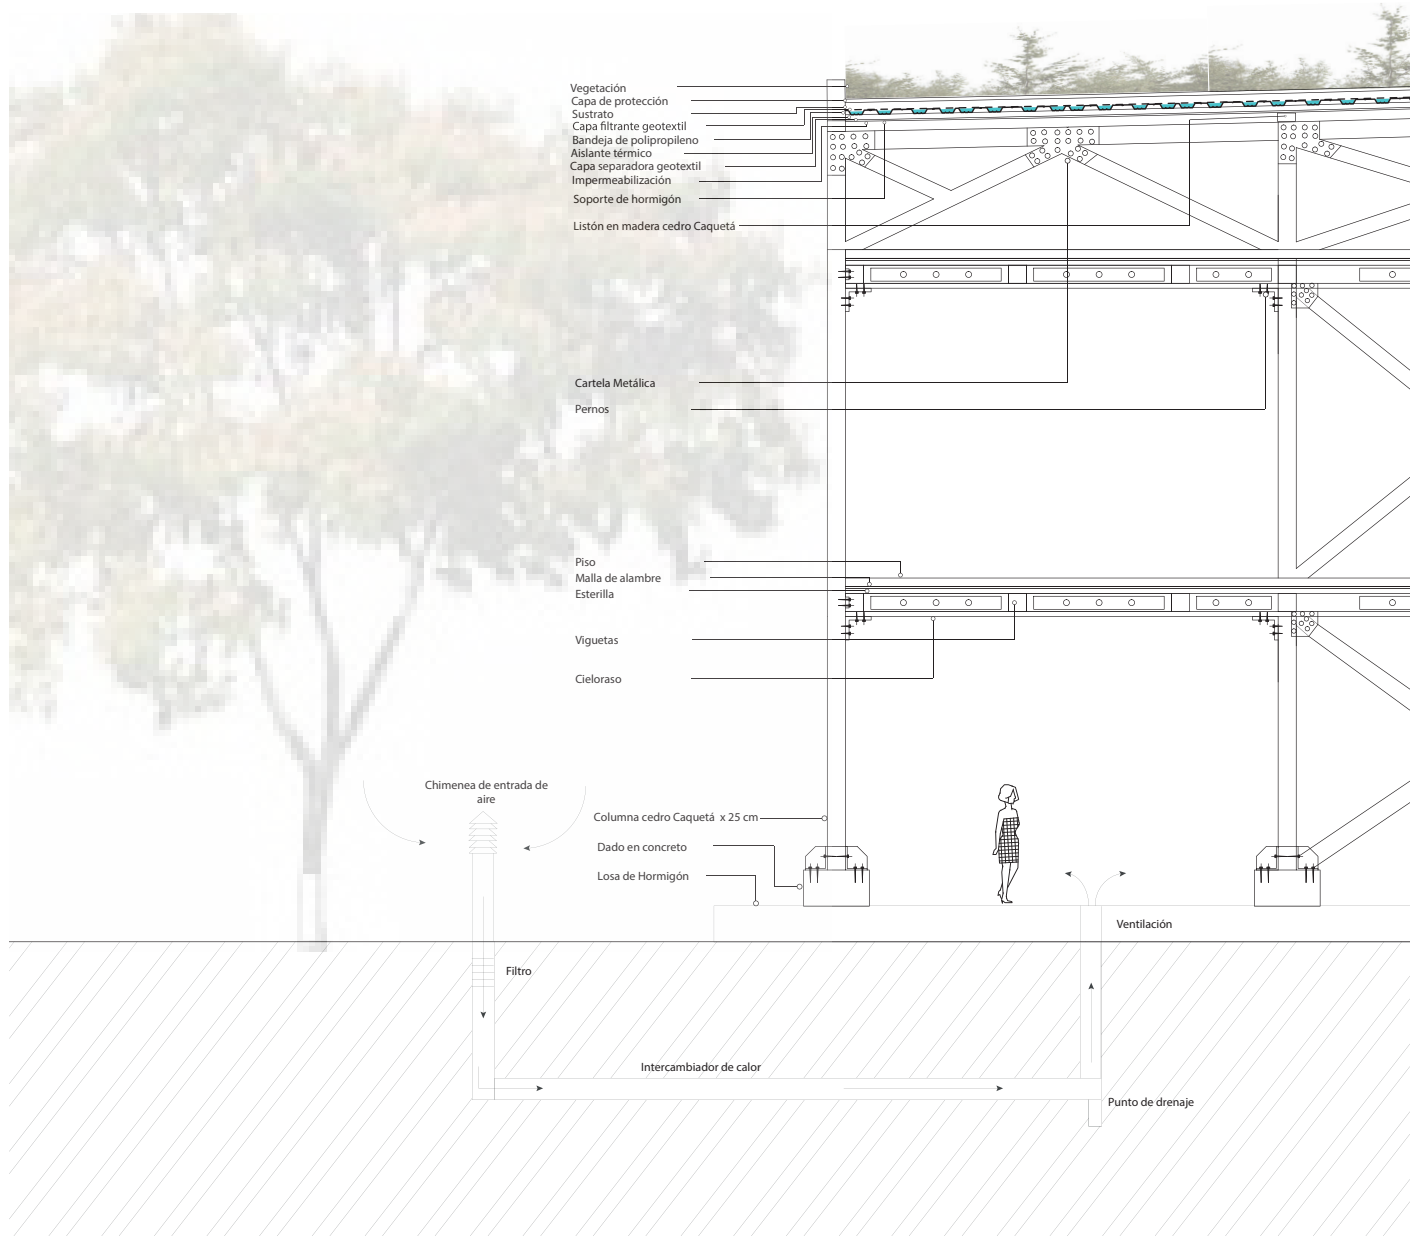 Vegetación
Capa de protección
Sustrato
Capa filtrante geotextil
Bandeja de polipropileno
Aislante térmico
Capa separadora geotextil
Impermeabilización
Soporte de hormigón
Listón en madera cedro Caquetá
Cartela Metálica
Pernos
Piso
Malla de alambre
Esterilla
Viguetas
Cieloraso
Chimenea de entrada de
aire
Columna cedro Caquetá x 25 cm
Dado en concreto
Losa de Hormigón
Ventilación
Filtro
Intercambiador de calor
Punto de drenaje